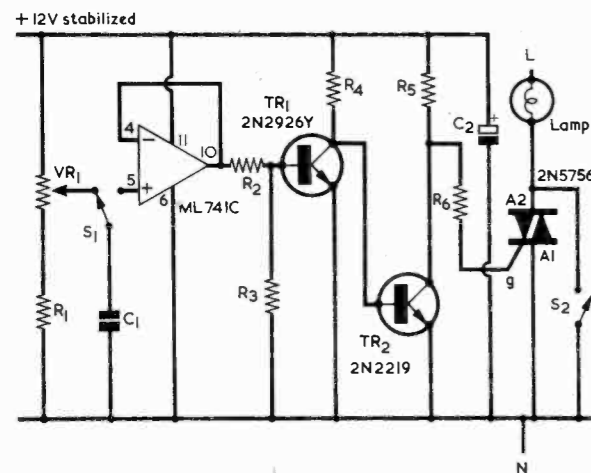 +12V stabilized
L
R4
R5
TR1
2N2926Y
C2
+
Lamp
4
−
11
10
2N5756
VR1
5
+
R2
R6
A2
6
ML741C
S1
A1
g
R3
S2
R1
C1
TR2
2N2219
N